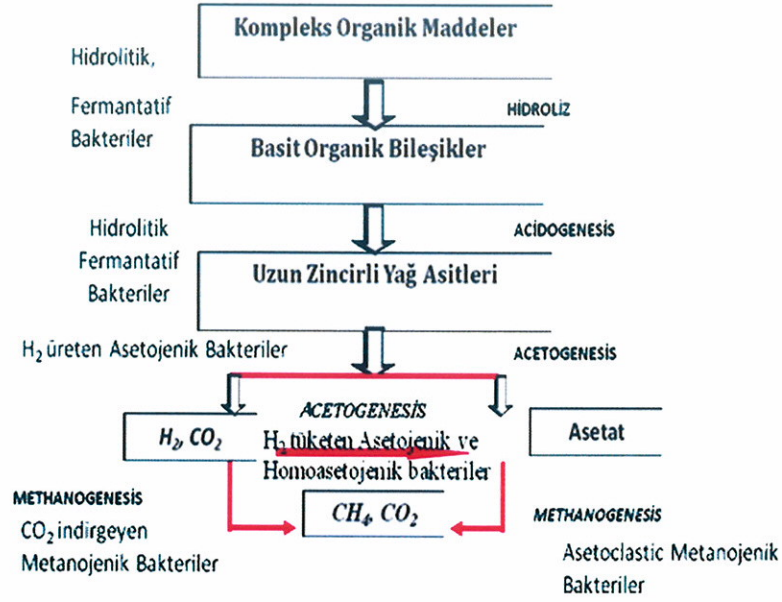 Kompleks Organik Maddeler
Hidrolitik,
Fermantatif
Bakteriler
HİDROLİZ
Basit Organik Bileşikler
Hidrolitik
Fermantatif
Bakteriler
ACİDOGENESİS
Uzun Zincirli Yağ Asitleri
H₂ üreten Asetojenik Bakteriler
ACETOGENESİS
ACETOGENESİS
H₂, CO₂
H₂ tüketen Asetojenik ve
Homoasetojenik bakteriler
Asetat
METHANOGENESİS
CO₂ indirgeyen
Metanojenik Bakteriler
CH₄, CO₂
METHANOGENESİS
Asetoclastic Metanojenik
Bakteriler